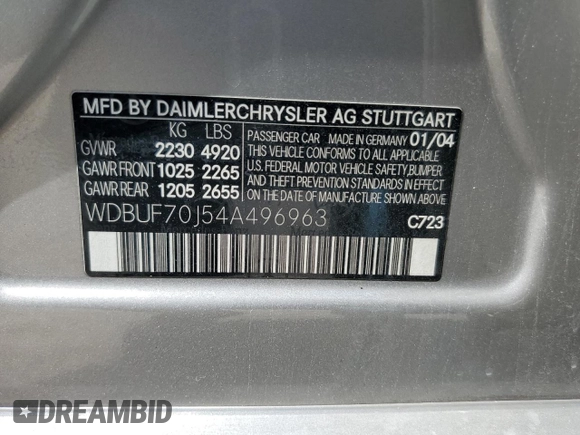 MFD BY DAIMLERCHRYSLER AG STUTTGART
KG LBS
GVWR 2230 4920
GAWR FRONT 1025 2265
GAWR REAR 1205 2655
PASSENGER CAR MADE IN GERMANY 01/04
THIS VEHICLE CONFORMS TO ALL APPLICABLE
U.S. FEDERAL MOTOR VEHICLE SAFETY,BUMPER
AND THEFT PREVENTION STANDARDS IN EFFECT
ON THE DATE OF MANUFACTURE SHOWN ABOVE.
WDBUF70J54A496963
C723
DREAMBID